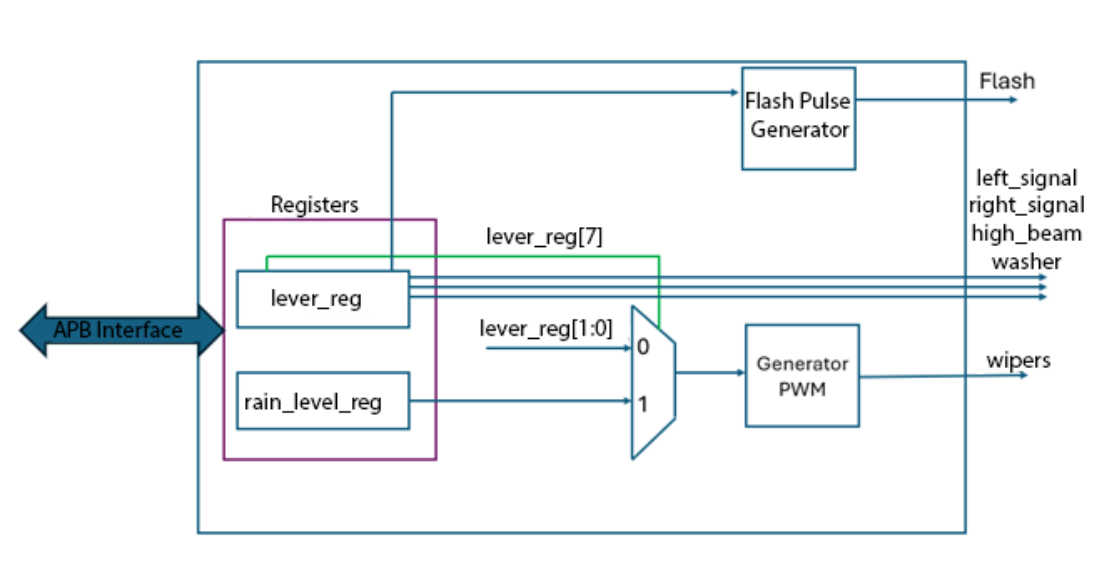 Flash
Flash Pulse
Generator
left_signal
right_signal
high_beam
washer
Registers
lever_reg[7]
lever_reg
APB Interface
lever_reg[1:0]
0
Generator
PWM
wipers
rain_level_reg
1